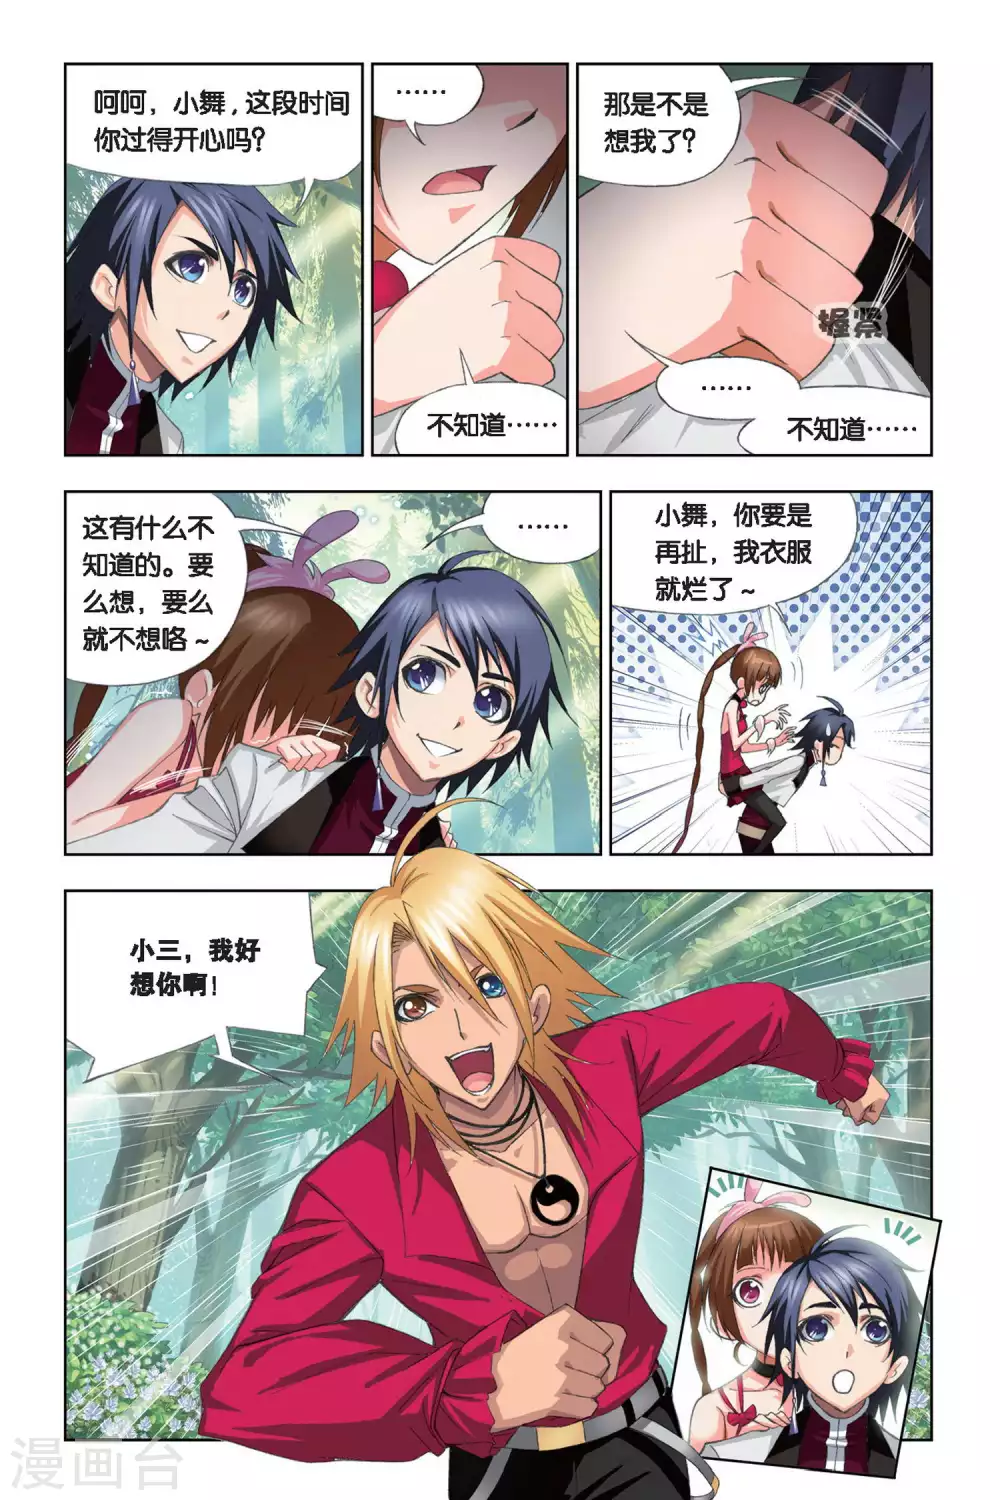 呵呵，小舞，这段时间
你过得开心吗？
……
不知道……
那是不是
想我了？
握紧
……
不知道……
这有什么不
知道的。要
么想，要么
就不想咯～
……
小舞，你要是
再扯，我衣服
就烂了～
小三，我好
想你啊！
漫画台